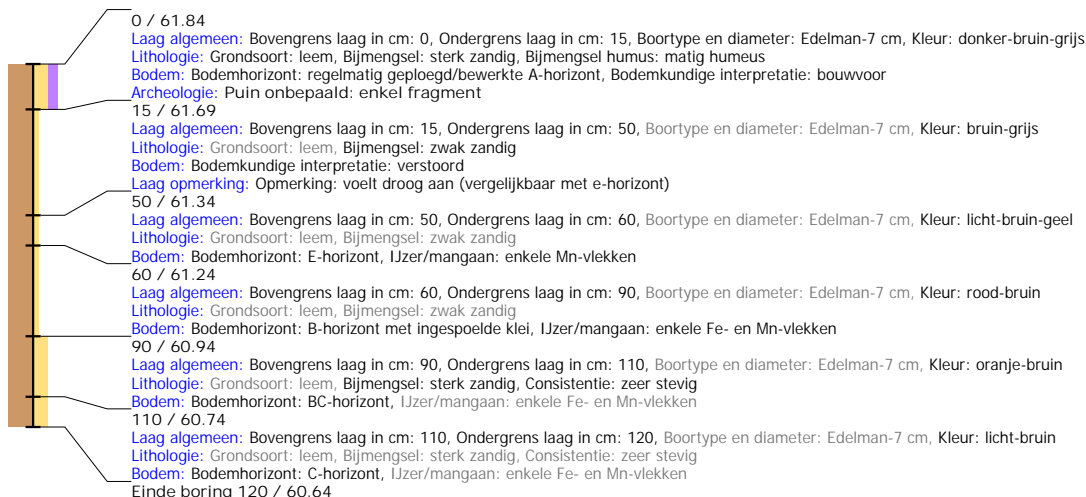 0 / 61.84
Laag algemeen: Bovengrens laag in cm: 0, Ondergrens laag in cm: 15, Boortype en diameter: Edelman-7 cm, Kleur: donker-bruin-grijs
Lithologie: Grondsoort: leem, Bijmengsel: sterk zandig, Bijmengsel humus: matig humeus
Bodem: Bodemhorizont: regelmatig geploegd/bewerkte A-horizont, Bodemkundige interpretatie: bouwvoor
Archeologie: Puin onbepaald: enkel fragment
15 / 61.69
Laag algemeen: Bovengrens laag in cm: 15, Ondergrens laag in cm: 50, Boortype en diameter: Edelman-7 cm, Kleur: bruin-grijs
Lithologie: Grondsoort: leem, Bijmengsel: zwak zandig
Bodem: Bodemkundige interpretatie: verstoord
Laag opmerking: Opmerking: voelt droog aan (vergelijkbaar met e-horizont)
50 / 61.34
Laag algemeen: Bovengrens laag in cm: 50, Ondergrens laag in cm: 60, Boortype en diameter: Edelman-7 cm, Kleur: licht-bruin-geel
Lithologie: Grondsoort: leem, Bijmengsel: zwak zandig
Bodem: Bodemhorizont: E-horizont, IJzer/mangaan: enkele Mn-vlekken
60 / 61.24
Laag algemeen: Bovengrens laag in cm: 60, Ondergrens laag in cm: 90, Boortype en diameter: Edelman-7 cm, Kleur: rood-bruin
Lithologie: Grondsoort: leem, Bijmengsel: zwak zandig
Bodem: Bodemhorizont: B-horizont met ingespoelde klei, IJzer/mangaan: enkele Fe- en Mn-vlekken
90 / 60.94
Laag algemeen: Bovengrens laag in cm: 90, Ondergrens laag in cm: 110, Boortype en diameter: Edelman-7 cm, Kleur: oranje-bruin
Lithologie: Grondsoort: leem, Bijmengsel: sterk zandig, Consistentie: zeer stevig
Bodem: Bodemhorizont: BC-horizont, IJzer/mangaan: enkele Fe- en Mn-vlekken
110 / 60.74
Laag algemeen: Bovengrens laag in cm: 110, Ondergrens laag in cm: 120, Boortype en diameter: Edelman-7 cm, Kleur: licht-bruin
Lithologie: Grondsoort: leem, Bijmengsel: sterk zandig, Consistentie: zeer stevig
Bodem: Bodemhorizont: C-horizont, IJzer/mangaan: enkele Fe- en Mn-vlekken
Einde boring 120 / 60.64